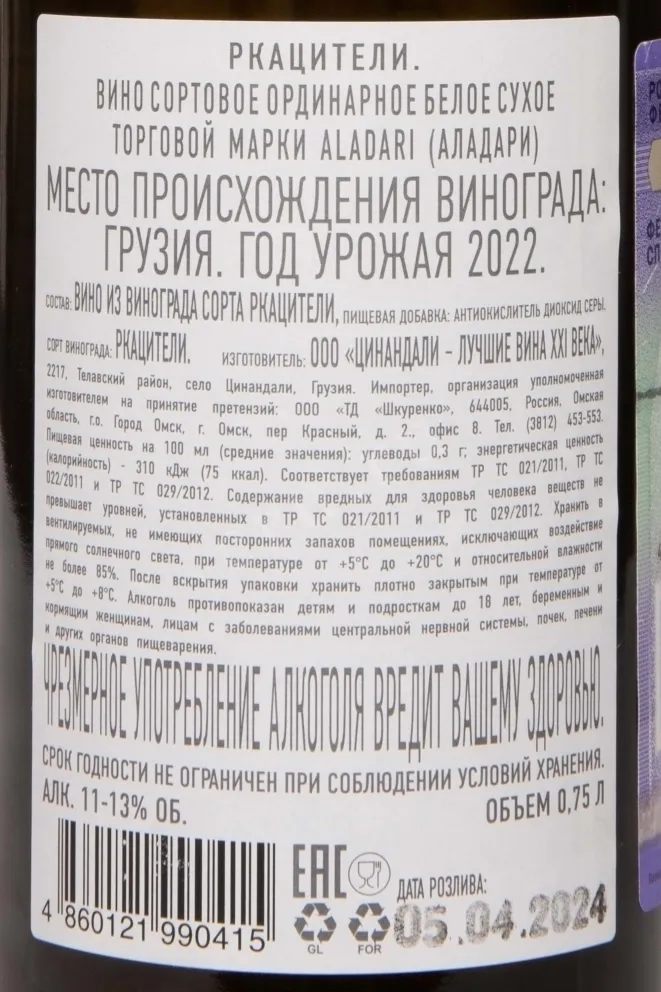 РКАЦИТЕЛИ.
ВИНО СОРТОВОЕ ОРДИНАРНОЕ БЕЛОЕ СУХОЕ
ТОРГОВОЙ МАРКИ ALADARI (АЛАДАРИ)
МЕСТО ПРОИСХОЖДЕНИЯ ВИНОГРАДА:
ГРУЗИЯ. ГОД УРОЖАЯ 2022.
СОСТАВ: ВИНО ИЗ ВИНОГРАДА СОРТА РКАЦИТЕЛИ, ПИЩЕВАЯ ДОБАВКА: АНТИОКИСЛИТЕЛЬ ДИОКСИД СЕРЫ.
СОРТ ВИНОГРАДА: РКАЦИТЕЛИ. ИЗГОТОВИТЕЛЬ: ООО «ЦИНАНДАЛИ – ЛУЧШИЕ ВИНА XXI ВЕКА»,
2217, Телавский район, село Цинандали, Грузия. Импортер, организация уполномоченная
изготовителем на принятие претензий: ООО «ТД «Шкуренко», 644005, Россия, Омская
область, г.о. Город Омск, г. Омск, пер Красный, д. 2., офис 8. Тел. (3812) 453-553.
Пищевая ценность на 100 мл (средние значения): углеводы 0,3 г; энергетическая ценность
(калорийность) - 310 кДж (75 ккал). Соответствует требованиям ТР ТС 021/2011, ТР ТС
022/2011 и ТР ТС 029/2012. Содержание вредных для здоровья человека веществ не
превышает уровней, установленных в ТР ТС 021/2011 и ТР ТС 029/2012. Хранить в
вентилируемых, не имеющих посторонних запахов помещениях, исключающих воздействие
прямого солнечного света, при температуре от +5°С до +20°С и относительной влажности
не более 85%. После вскрытия упаковки хранить плотно закрытым при температуре от
+5°С до +8°С. Алкоголь противопоказан детям и подросткам до 18 лет, беременным и
кормящим женщинам, лицам с заболеваниями центральной нервной системы, почек, печени
и других органов пищеварения.
ЧРЕЗМЕРНОЕ УПОТРЕБЛЕНИЕ АЛКОГОЛЯ ВРЕДИТ ВАШЕМУ ЗДОРОВЬЮ.
СРОК ГОДНОСТИ НЕ ОГРАНИЧЕН ПРИ СОБЛЮДЕНИИ УСЛОВИЙ ХРАНЕНИЯ.
АЛК. 11-13% ОБ. ОБЪЕМ 0,75 Л
EAC
ДАТА РОЗЛИВА:
05.04.2024
GL FOR
4 860121 990415